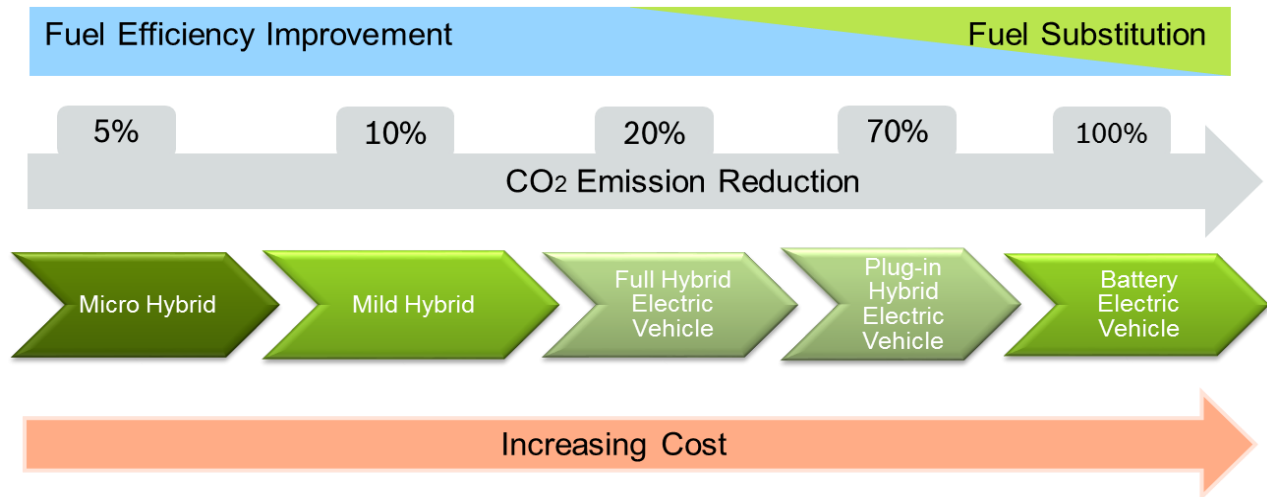 Fuel Efficiency Improvement
Fuel Substitution
5%
10%
20%
70%
100%
CO2 Emission Reduction
Micro Hybrid
Mild Hybrid
Full Hybrid
Electric
Vehicle
Plug-in
Hybrid
Electric
Vehicle
Battery
Electric
Vehicle
Increasing Cost